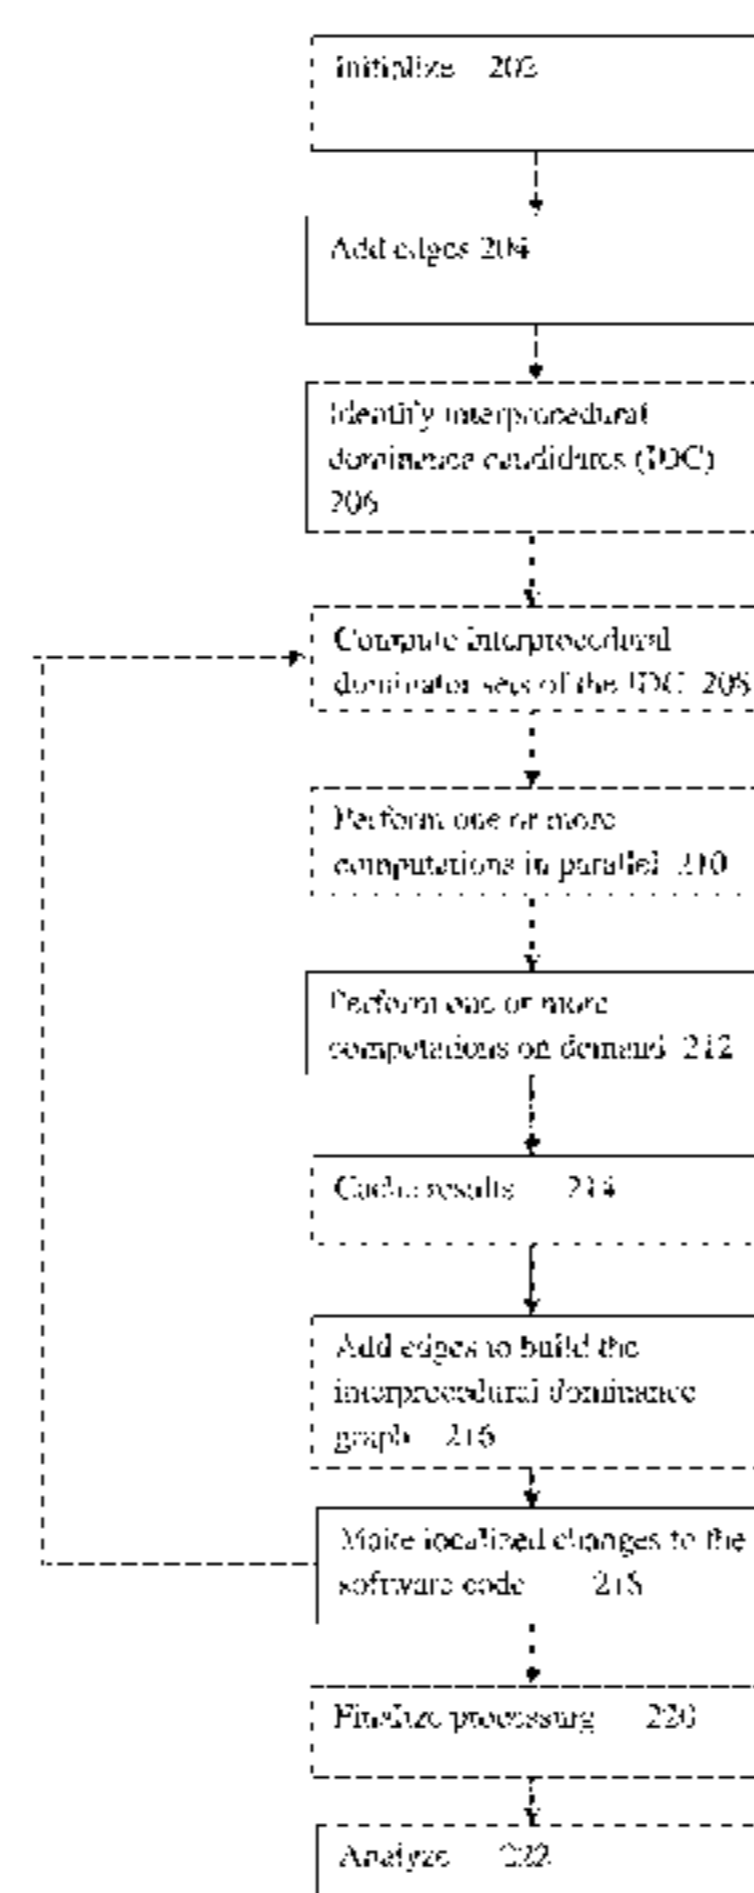 Initialize 202
Add edges 204
Identify interprocedural
dominence candidates (IDC)
206
Compute interprocedural
dominator sets of the IDC 208
Perform one or more
computations in parallel 210
Perform one or more
computations on demand 212
Cache results 214
Add edges to build the
interprocedural dominance
graph 216
Make localized changes to the
software code 218
Finalize processing 220
Analyze 222